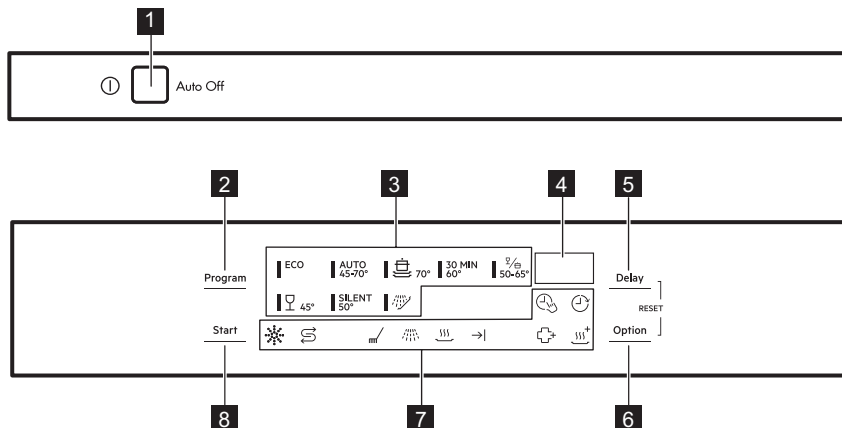 1
Auto Off
2 3 4 5
ECO AUTO 45-70° 70° 30 MIN 60° 50-65°
Program Delay
45° SILENT 50°
RESET
Start Option
8 7 6